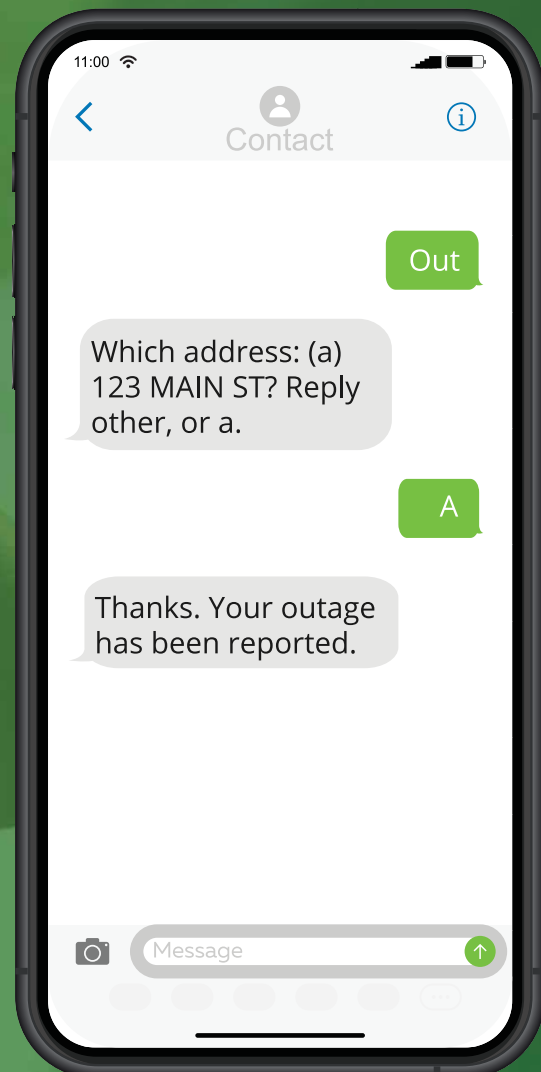 11:00
Contact
Out
Which address: (a)
123 MAIN ST? Reply
other, or a.
A
Thanks. Your outage
has been reported.
Message